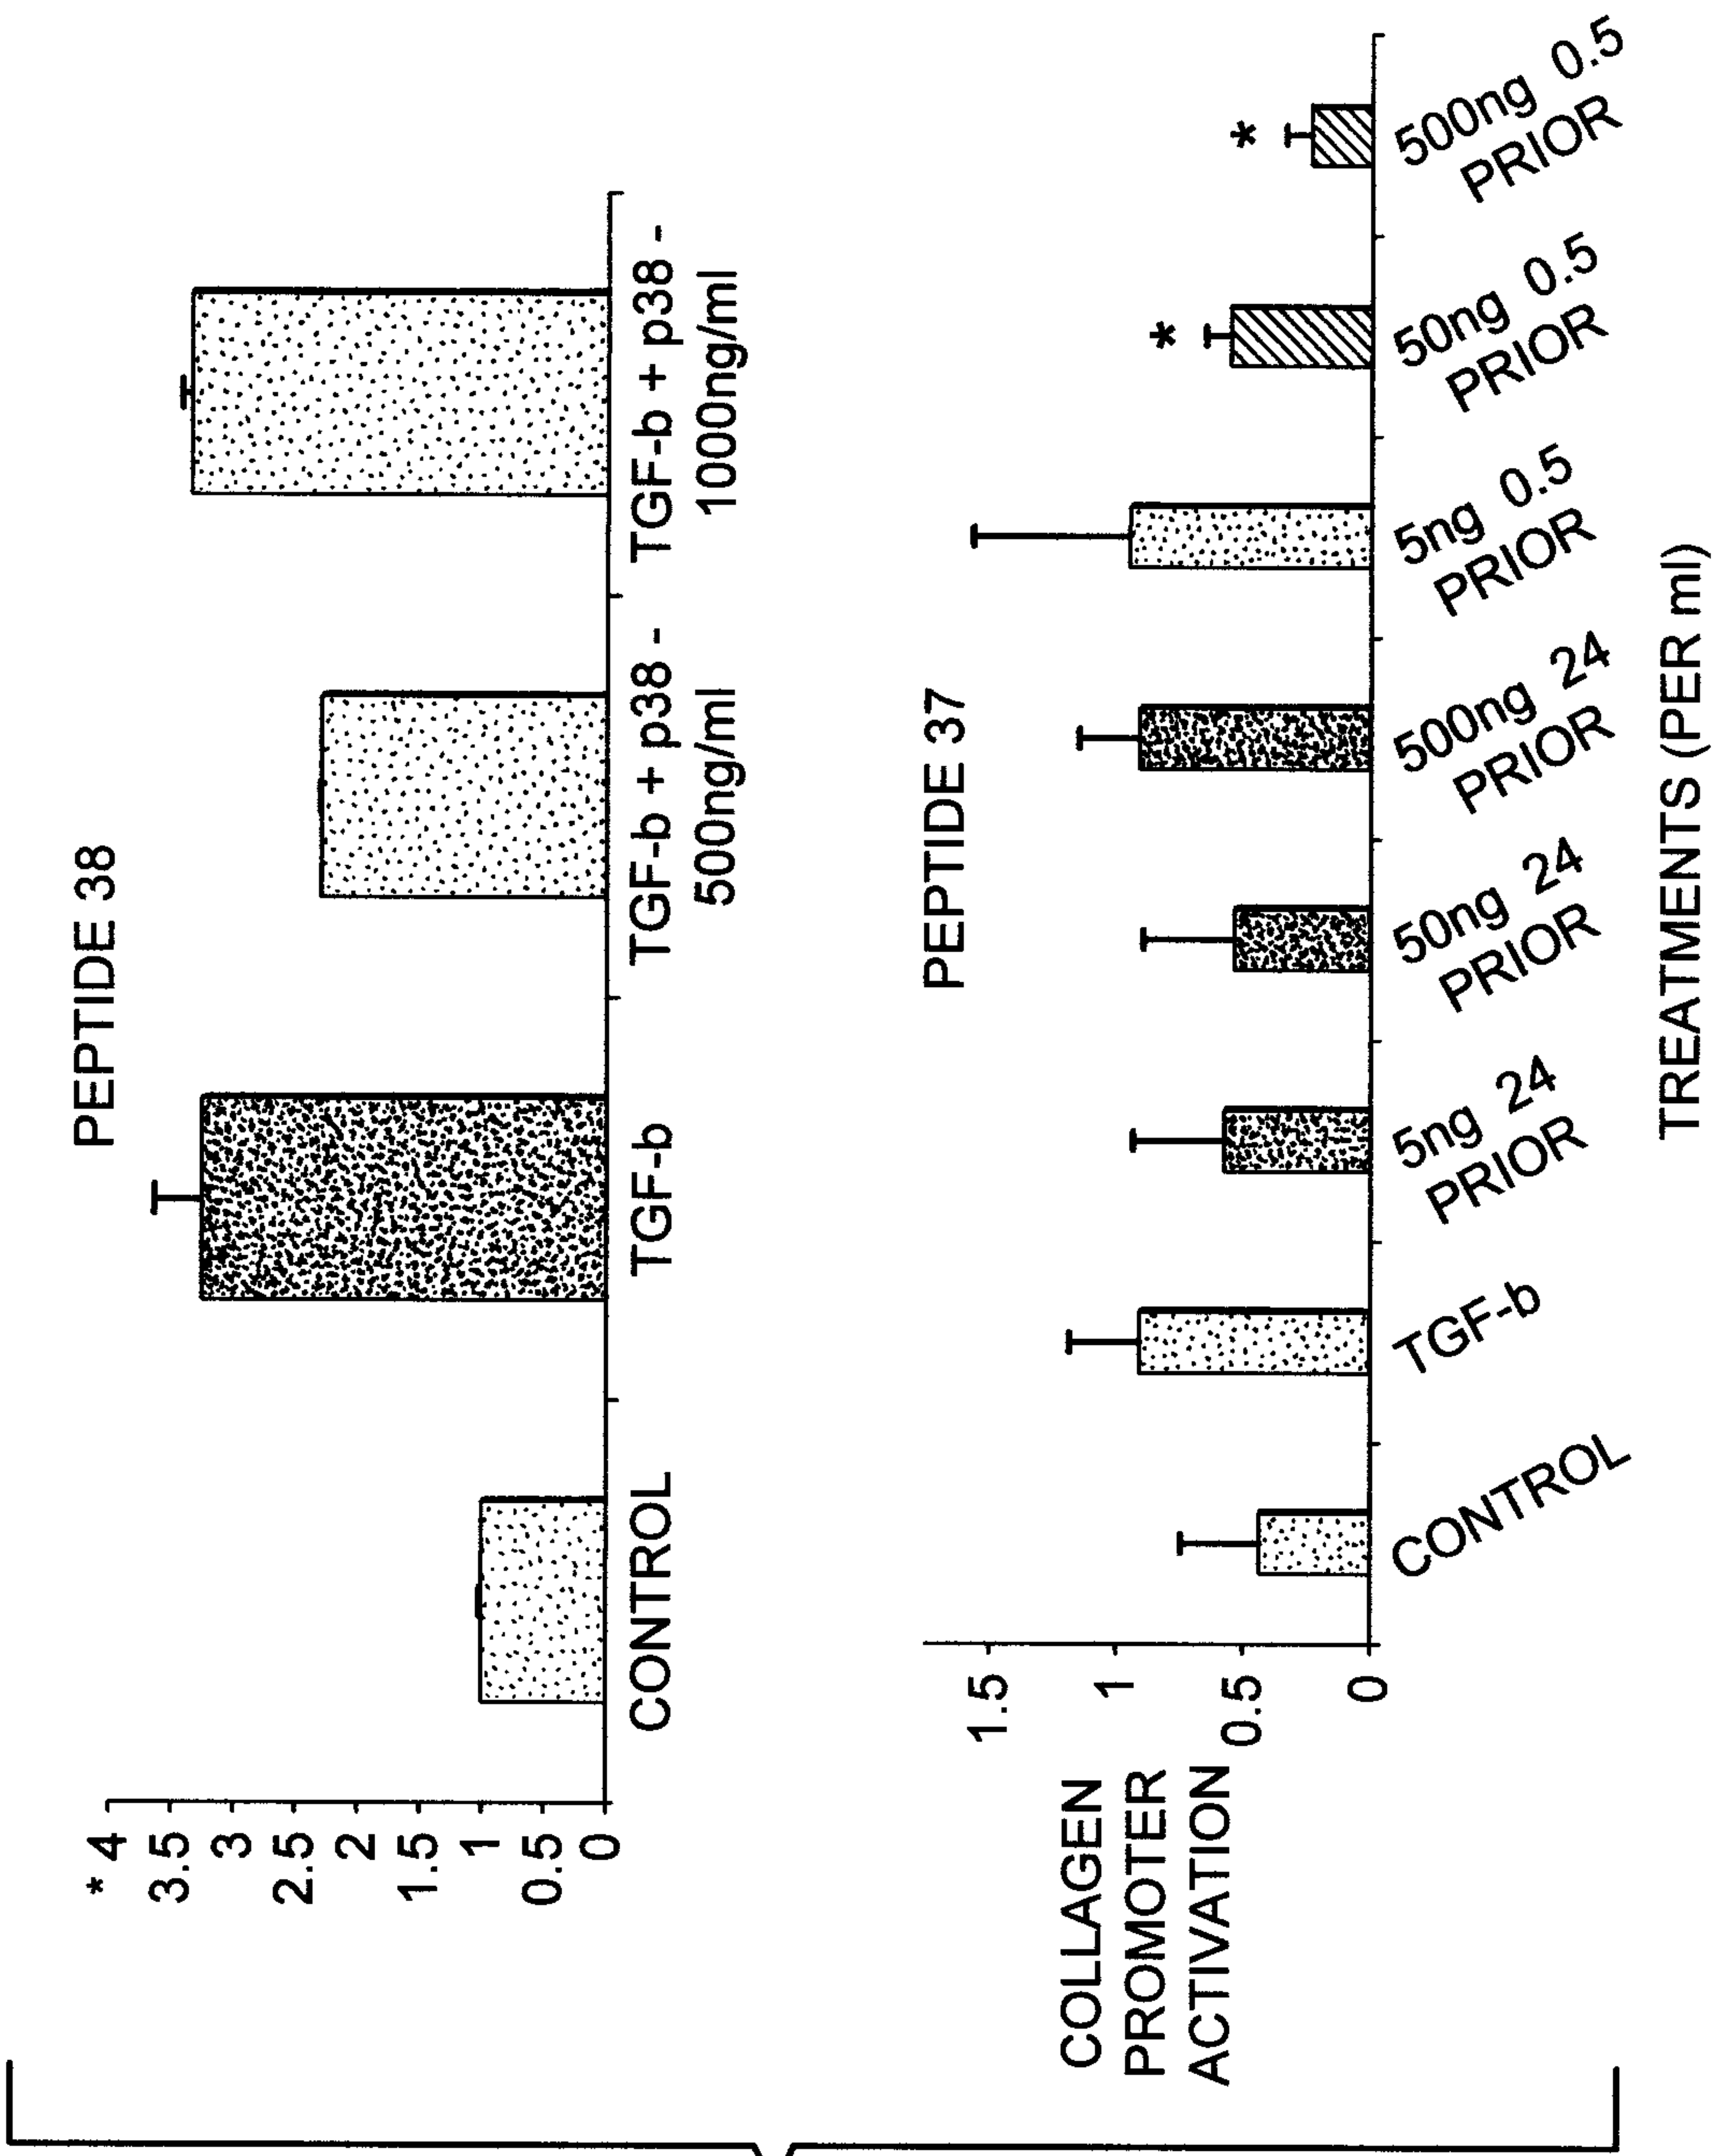 PEPTIDE 38
* 4
3.5
3
2.5
2
1.5
1
0.5
0
CONTROL
TGF-b
TGF-b + p38 -
500ng/ml
TGF-b + p38 -
1000ng/ml
PEPTIDE 37
COLLAGEN
PROMOTER
ACTIVATION
1.5
1
0.5
0
*
*
CONTROL
TGF-b
5ng 24
PRIOR
50ng 24
PRIOR
500ng 24
PRIOR
5ng 0.5
PRIOR
50ng 0.5
PRIOR
500ng 0.5
PRIOR
TREATMENTS (PER ml)